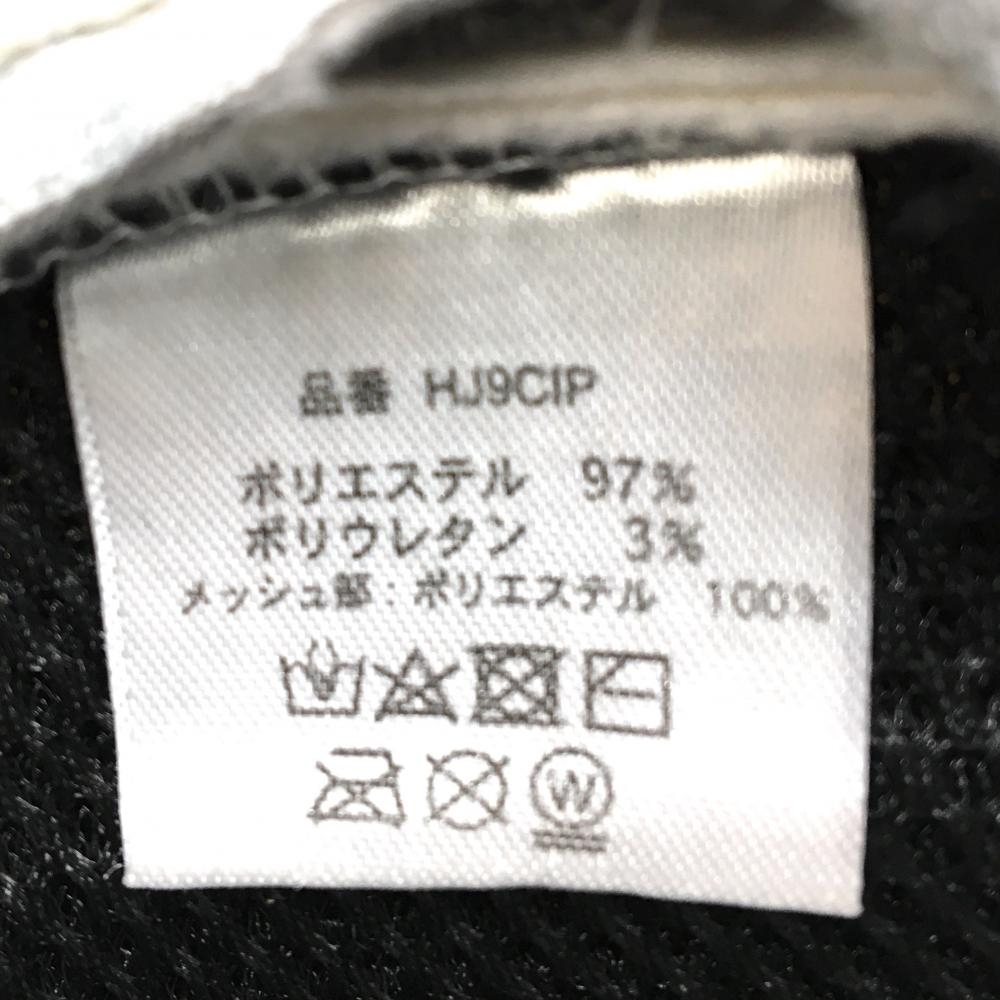 品番 HJ9CIP
ポリエステル 97%
ポリウレタン 3%
メッシュ部:ポリエステル 100%
W